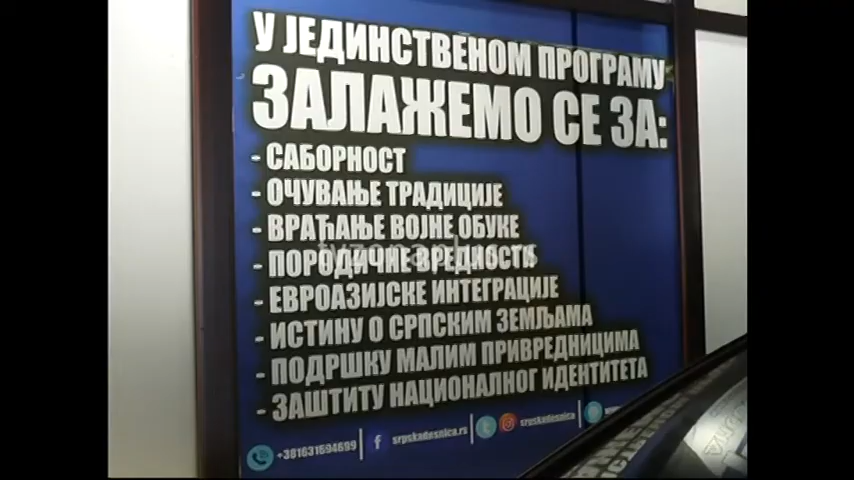 У ЈЕДИНСТВЕНОМ ПРОГРАМУ
ЗАЛАЖЕМО СЕ ЗА:
- САБОРНОСТ
- ОЧУВАЊЕ ТРАДИЦИЈЕ
- ВРАЋАЊЕ ВОЈНЕ ОБУКЕ
- ПОРОДИЧНЕ ВРЕДНОСТИ
- ЕВРОАЗИЈСКЕ ИНТЕГРАЦИЈЕ
- ИСТИНУ О СРПСКИМ ЗЕМЉАМА
- ПОДРШКУ МАЛИМ ПРИВРЕДНИЦИМА
- ЗАШТИТУ НАЦИОНАЛНОГ ИДЕНТИТЕТА
+381631694699 srpskadesnica.rs srpskadesnica